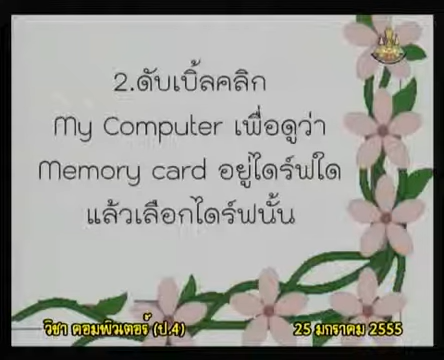 2.ดับเบิ้ลคลิก
My Computer เพื่อดูว่า
Memory card อยู่ไดร์ฟใด
แล้วเลือกไดร์ฟนั้น
วิชา คอมพิวเตอร์ (ป.4) 25 มกราคม 2555